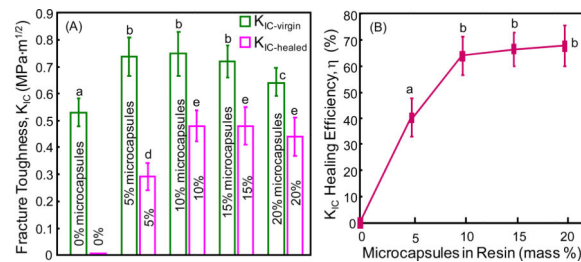 (A)
K_IC-virgin
K_IC-healed
Fracture Toughness, K_IC (MPa-m^1/2)
0.9
0.8
0.7
0.6
0.5
0.4
0.3
0.2
0.1
0
a
b
b
b
c
d
e
e
e
0% microcapsules
0%
5% microcapsules
5%
10% microcapsules
10%
15% microcapsules
15%
20% microcapsules
20%
(B)
K_IC Healing Efficiency, η (%)
80
70
60
50
40
30
20
10
0
a
b
b
b
5
10
15
20
Microcapsules in Resin (mass %)